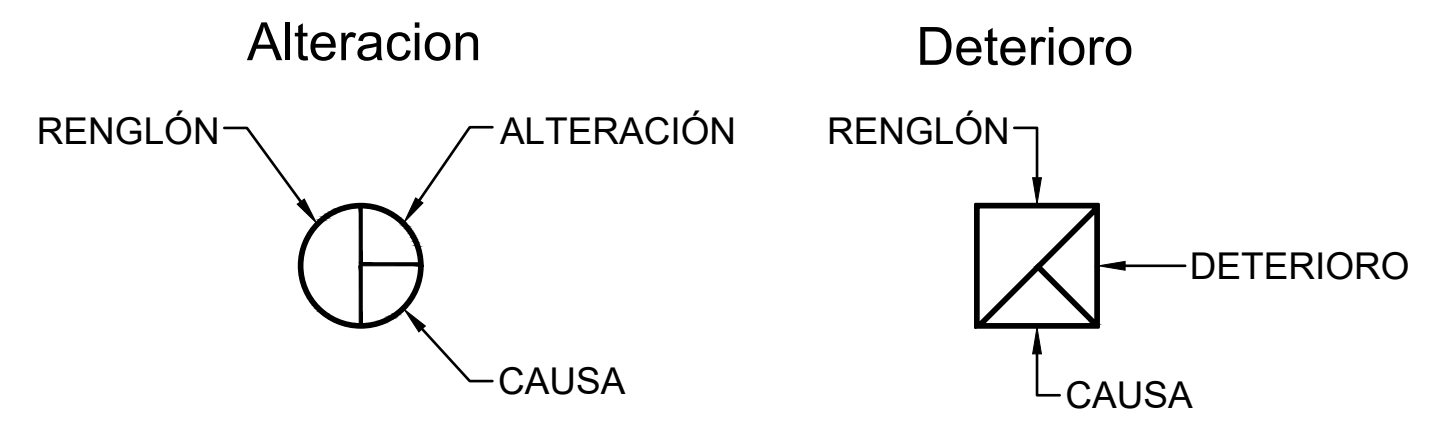 Alteracion
RENGLÓN
ALTERACIÓN
CAUSA
Deterioro
RENGLÓN
DETERIORO
CAUSA